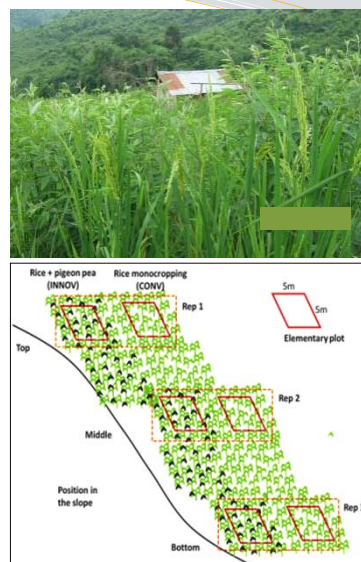 Rice + pigeon pea
(INNOV)
Rice monocropping
(CONV)
Rep 1
5m
5m
Elementary plot
Top
Rep 2
Middle
Position in
the slope
Rep
Bottom